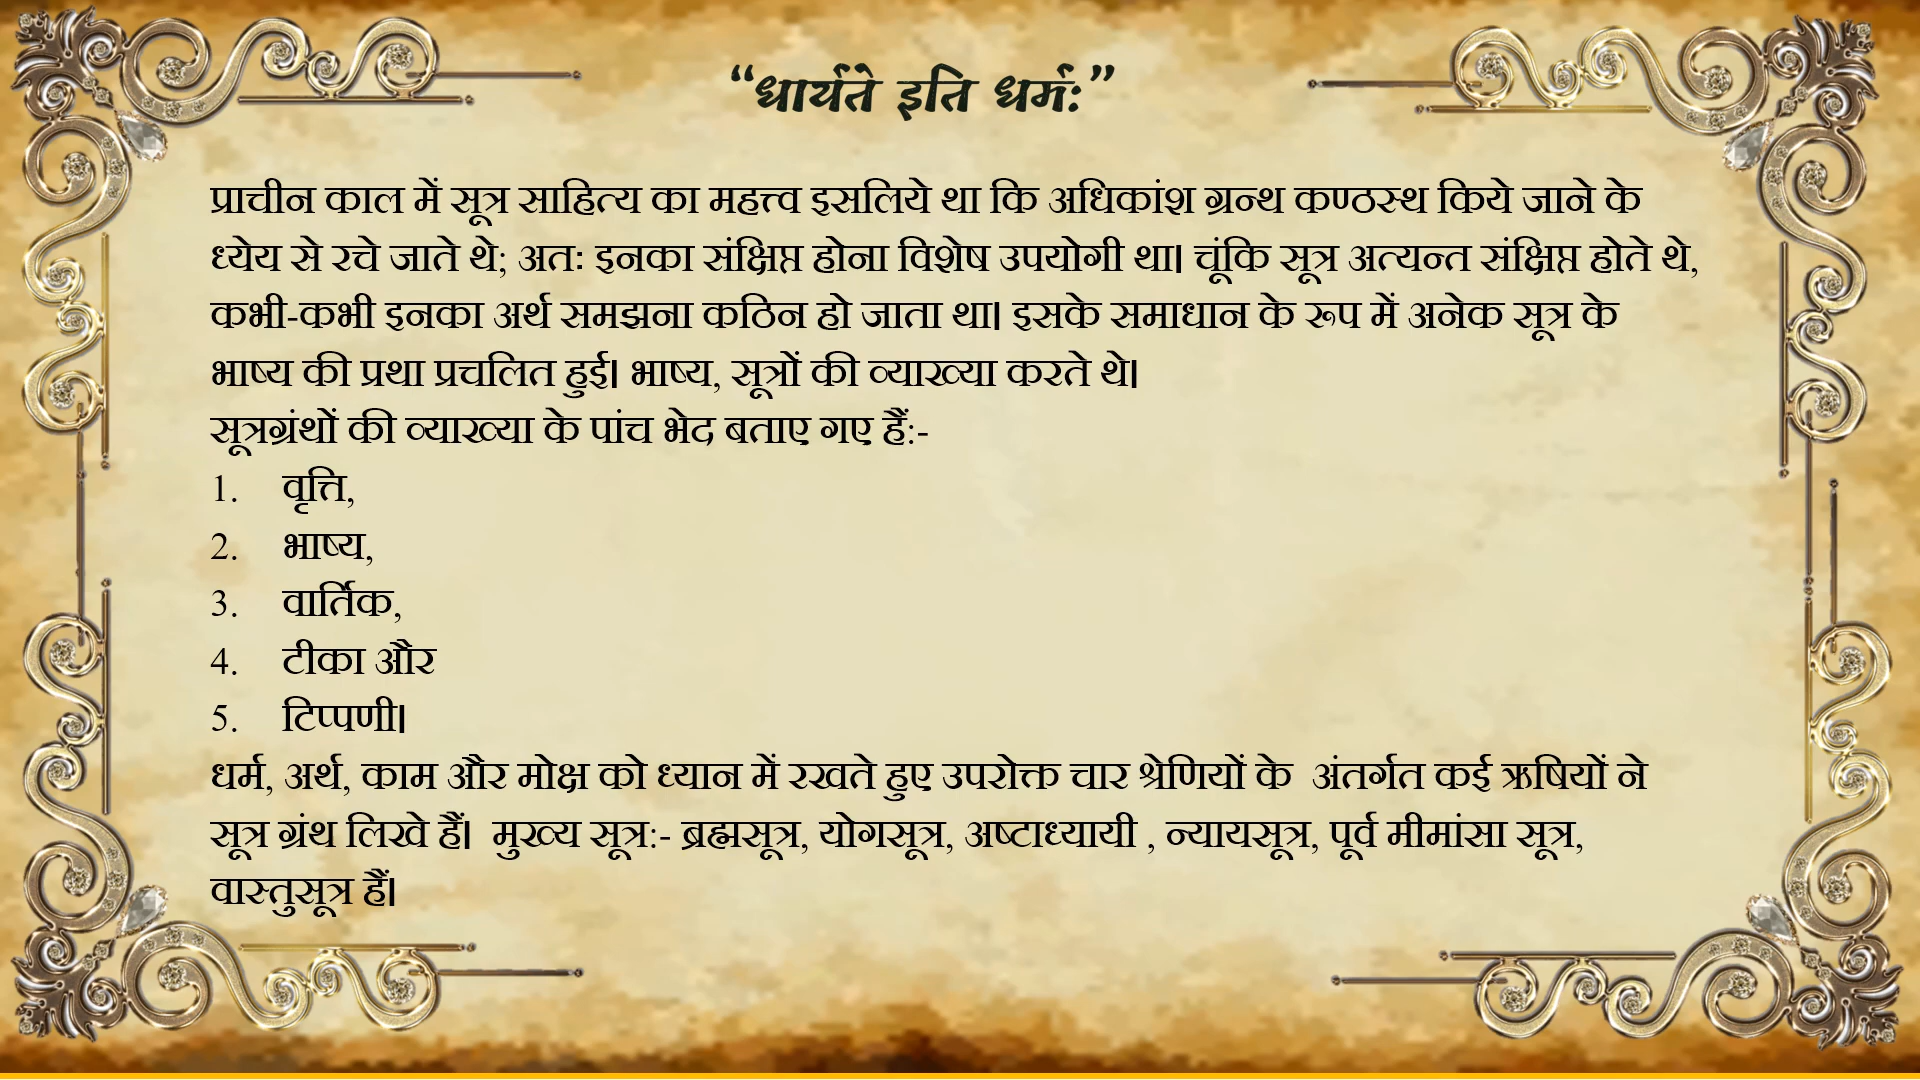 “धार्यते इति धर्म:”
प्राचीन काल में सूत्र साहित्य का महत्त्व इसलिये था कि अधिकांश ग्रन्थ कण्ठस्थ किये जाने के
ध्येय से रचे जाते थे; अतः इनका संक्षिप्त होना विशेष उपयोगी था। चूंकि सूत्र अत्यन्त संक्षिप्त होते थे,
कभी-कभी इनका अर्थ समझना कठिन हो जाता था। इसके समाधान के रूप में अनेक सूत्र के
भाष्य की प्रथा प्रचलित हुई। भाष्य, सूत्रों की व्याख्या करते थे।
सूत्रग्रंथों की व्याख्या के पांच भेद बताए गए हैं:-
1. वृत्ति,
2. भाष्य,
3. वार्तिक,
4. टीका और
5. टिप्पणी।
धर्म, अर्थ, काम और मोक्ष को ध्यान में रखते हुए उपरोक्त चार श्रेणियों के अंतर्गत कई ऋषियों ने
सूत्र ग्रंथ लिखे हैं। मुख्य सूत्र:- ब्रह्मसूत्र, योगसूत्र, अष्टाध्यायी , न्यायसूत्र, पूर्व मीमांसा सूत्र,
वास्तुसूत्र हैं।